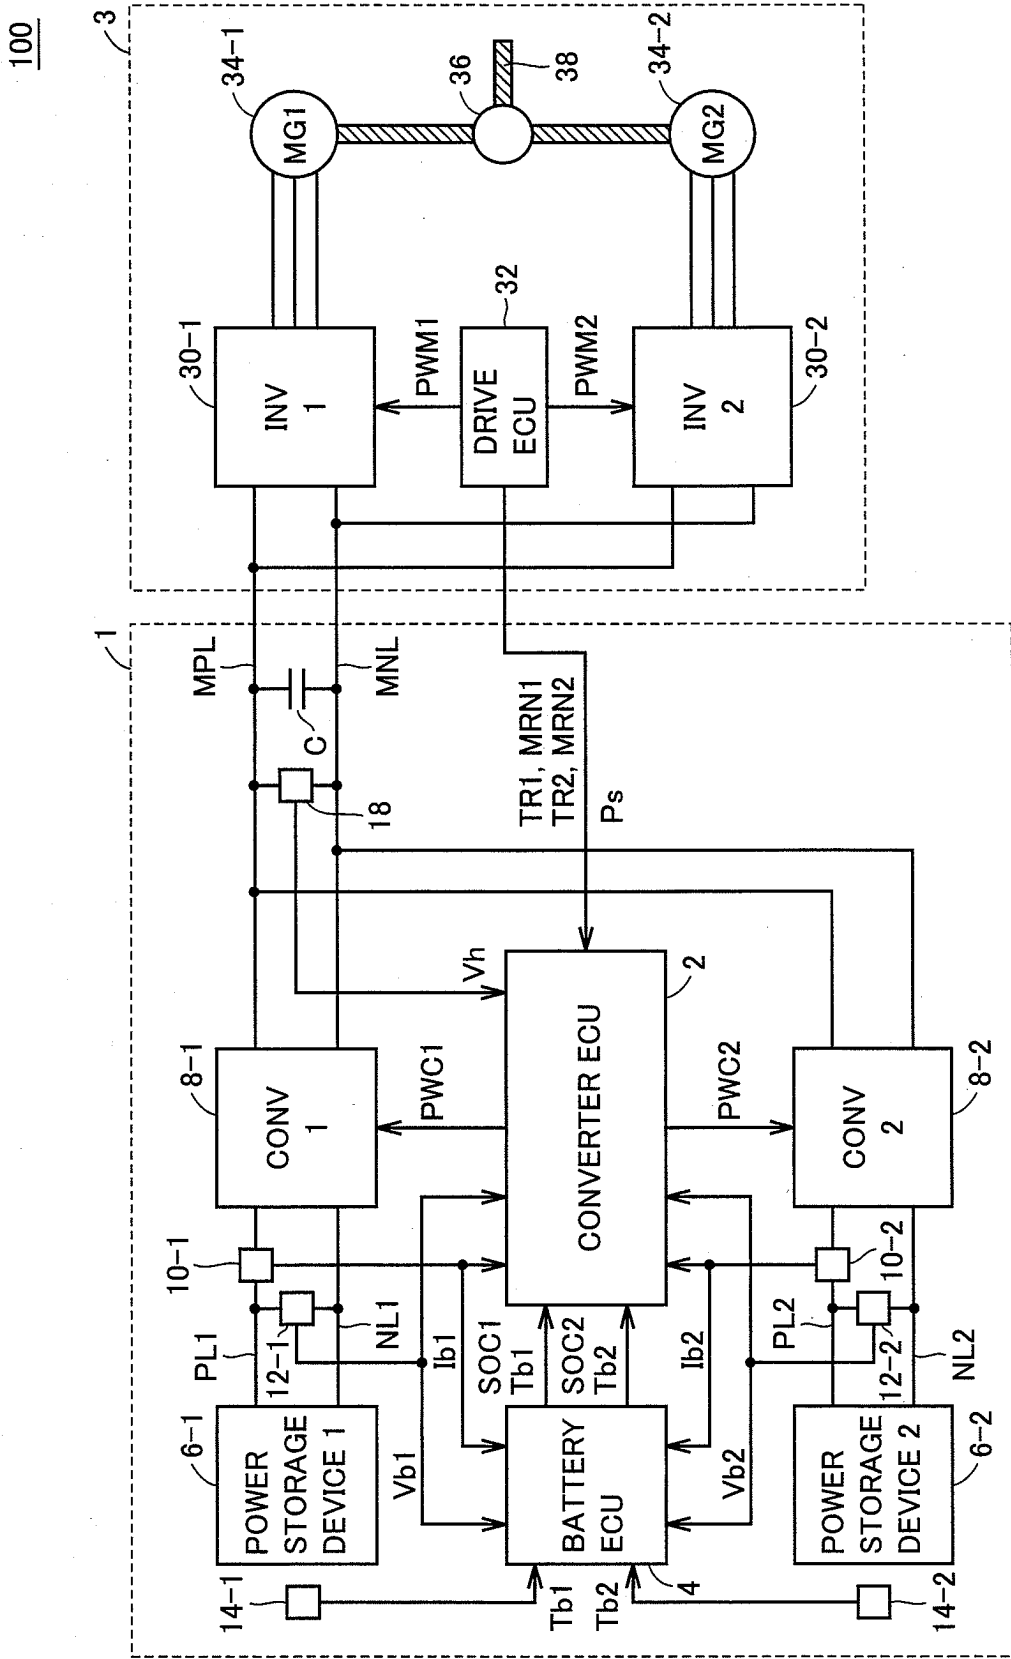 100
3
34-1
MG1
36
38
34-2
MG2
30-1
INV
1
PWM1
32
DRIVE
ECU
PWM2
30-2
INV
2
1
MPL
MNL
C
18
TR1, MRN1
TR2, MRN2
Ps
Vh
2
8-1
CONV
1
PWC1
CONVERTER ECU
PWC2
8-2
CONV
2
10-1
PL1
12-1
NL1
Ib1
SOC1
Tb1
SOC2
Tb2
Ib2
PL2
10-2
12-2
NL2
6-1
POWER
STORAGE
DEVICE 1
Vb1
BATTERY
ECU
Vb2
6-2
POWER
STORAGE
DEVICE 2
14-1
Tb1
Tb2
4
14-2